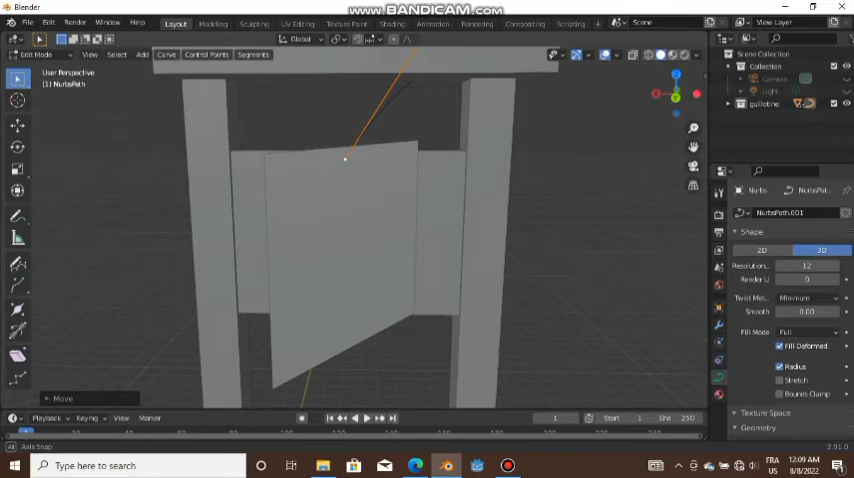 Blender
www.BANDICAM.com
File Edit Render Window Help Layout Modeling Sculpting UV Editing Texture Paint Shading Animation Rendering Compositing Scripting Scene View Layer
Global
Edit Mode View Select Add Curve Control Points Segments
User Perspective
(1) NurbsPath
Z
Y
Scene Collection
Collection
Camera
Light
guillotine
Nurbs NurbsPat..
NurbsPath.001
Shape
2D 3D
Resolution.. 12
Render U 0
Twist Met.. Minimum
Smooth 0.00
Fill Mode Full
Fill Deformed
Radius
Stretch
Bounds Clamp
Texture Space
Geometry
Move
Playback Keying View Marker 1 Start 1 End 250
Axis Snap 2.91.0
Type here to search
FRA
US
12:09 AM
8/8/2022